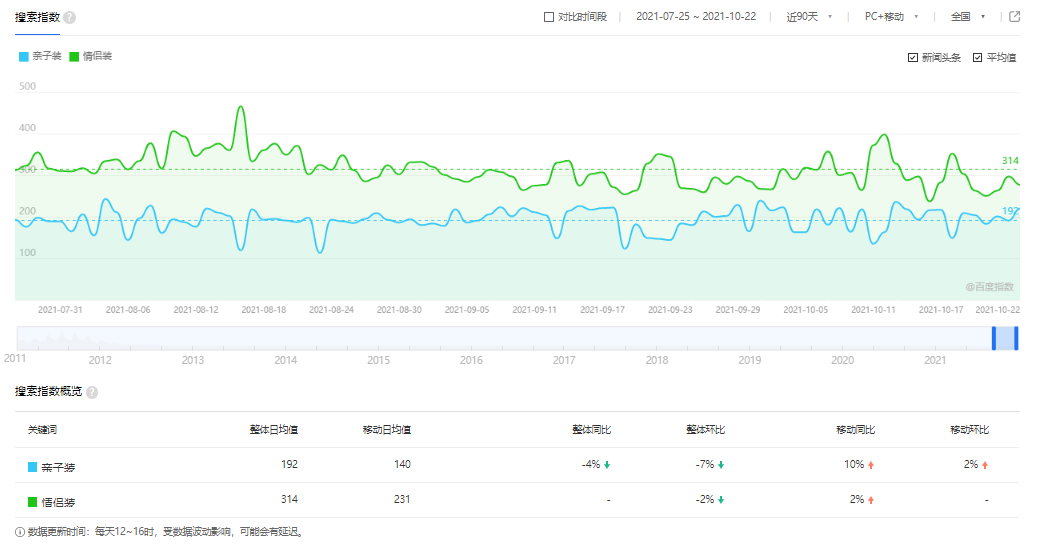 搜索指数 ? 对比时间段 | 2021-07-25 ~ 2021-10-22 | 近90天 | PC+移动 | 全国
亲子装 情侣装 新闻头条 平均值
500
400
300
200
100
314
192
@百度指数
2021-07-31 2021-08-06 2021-08-12 2021-08-18 2021-08-24 2021-08-30 2021-09-05 2021-09-11 2021-09-17 2021-09-23 2021-09-29 2021-10-05 2021-10-11 2021-10-17 2021-10-22
2011 2012 2013 2014 2015 2016 2017 2018 2019 2020 2021
搜索指数概览 ?
关键词 整体日均值 移动日均值 整体同比 整体环比 移动同比 移动环比
亲子装 192 140 -4% -7% 10% 2%
情侣装 314 231 - -2% 2% -
数据更新时间：每天12~16时，受数据波动影响，可能会有延迟。